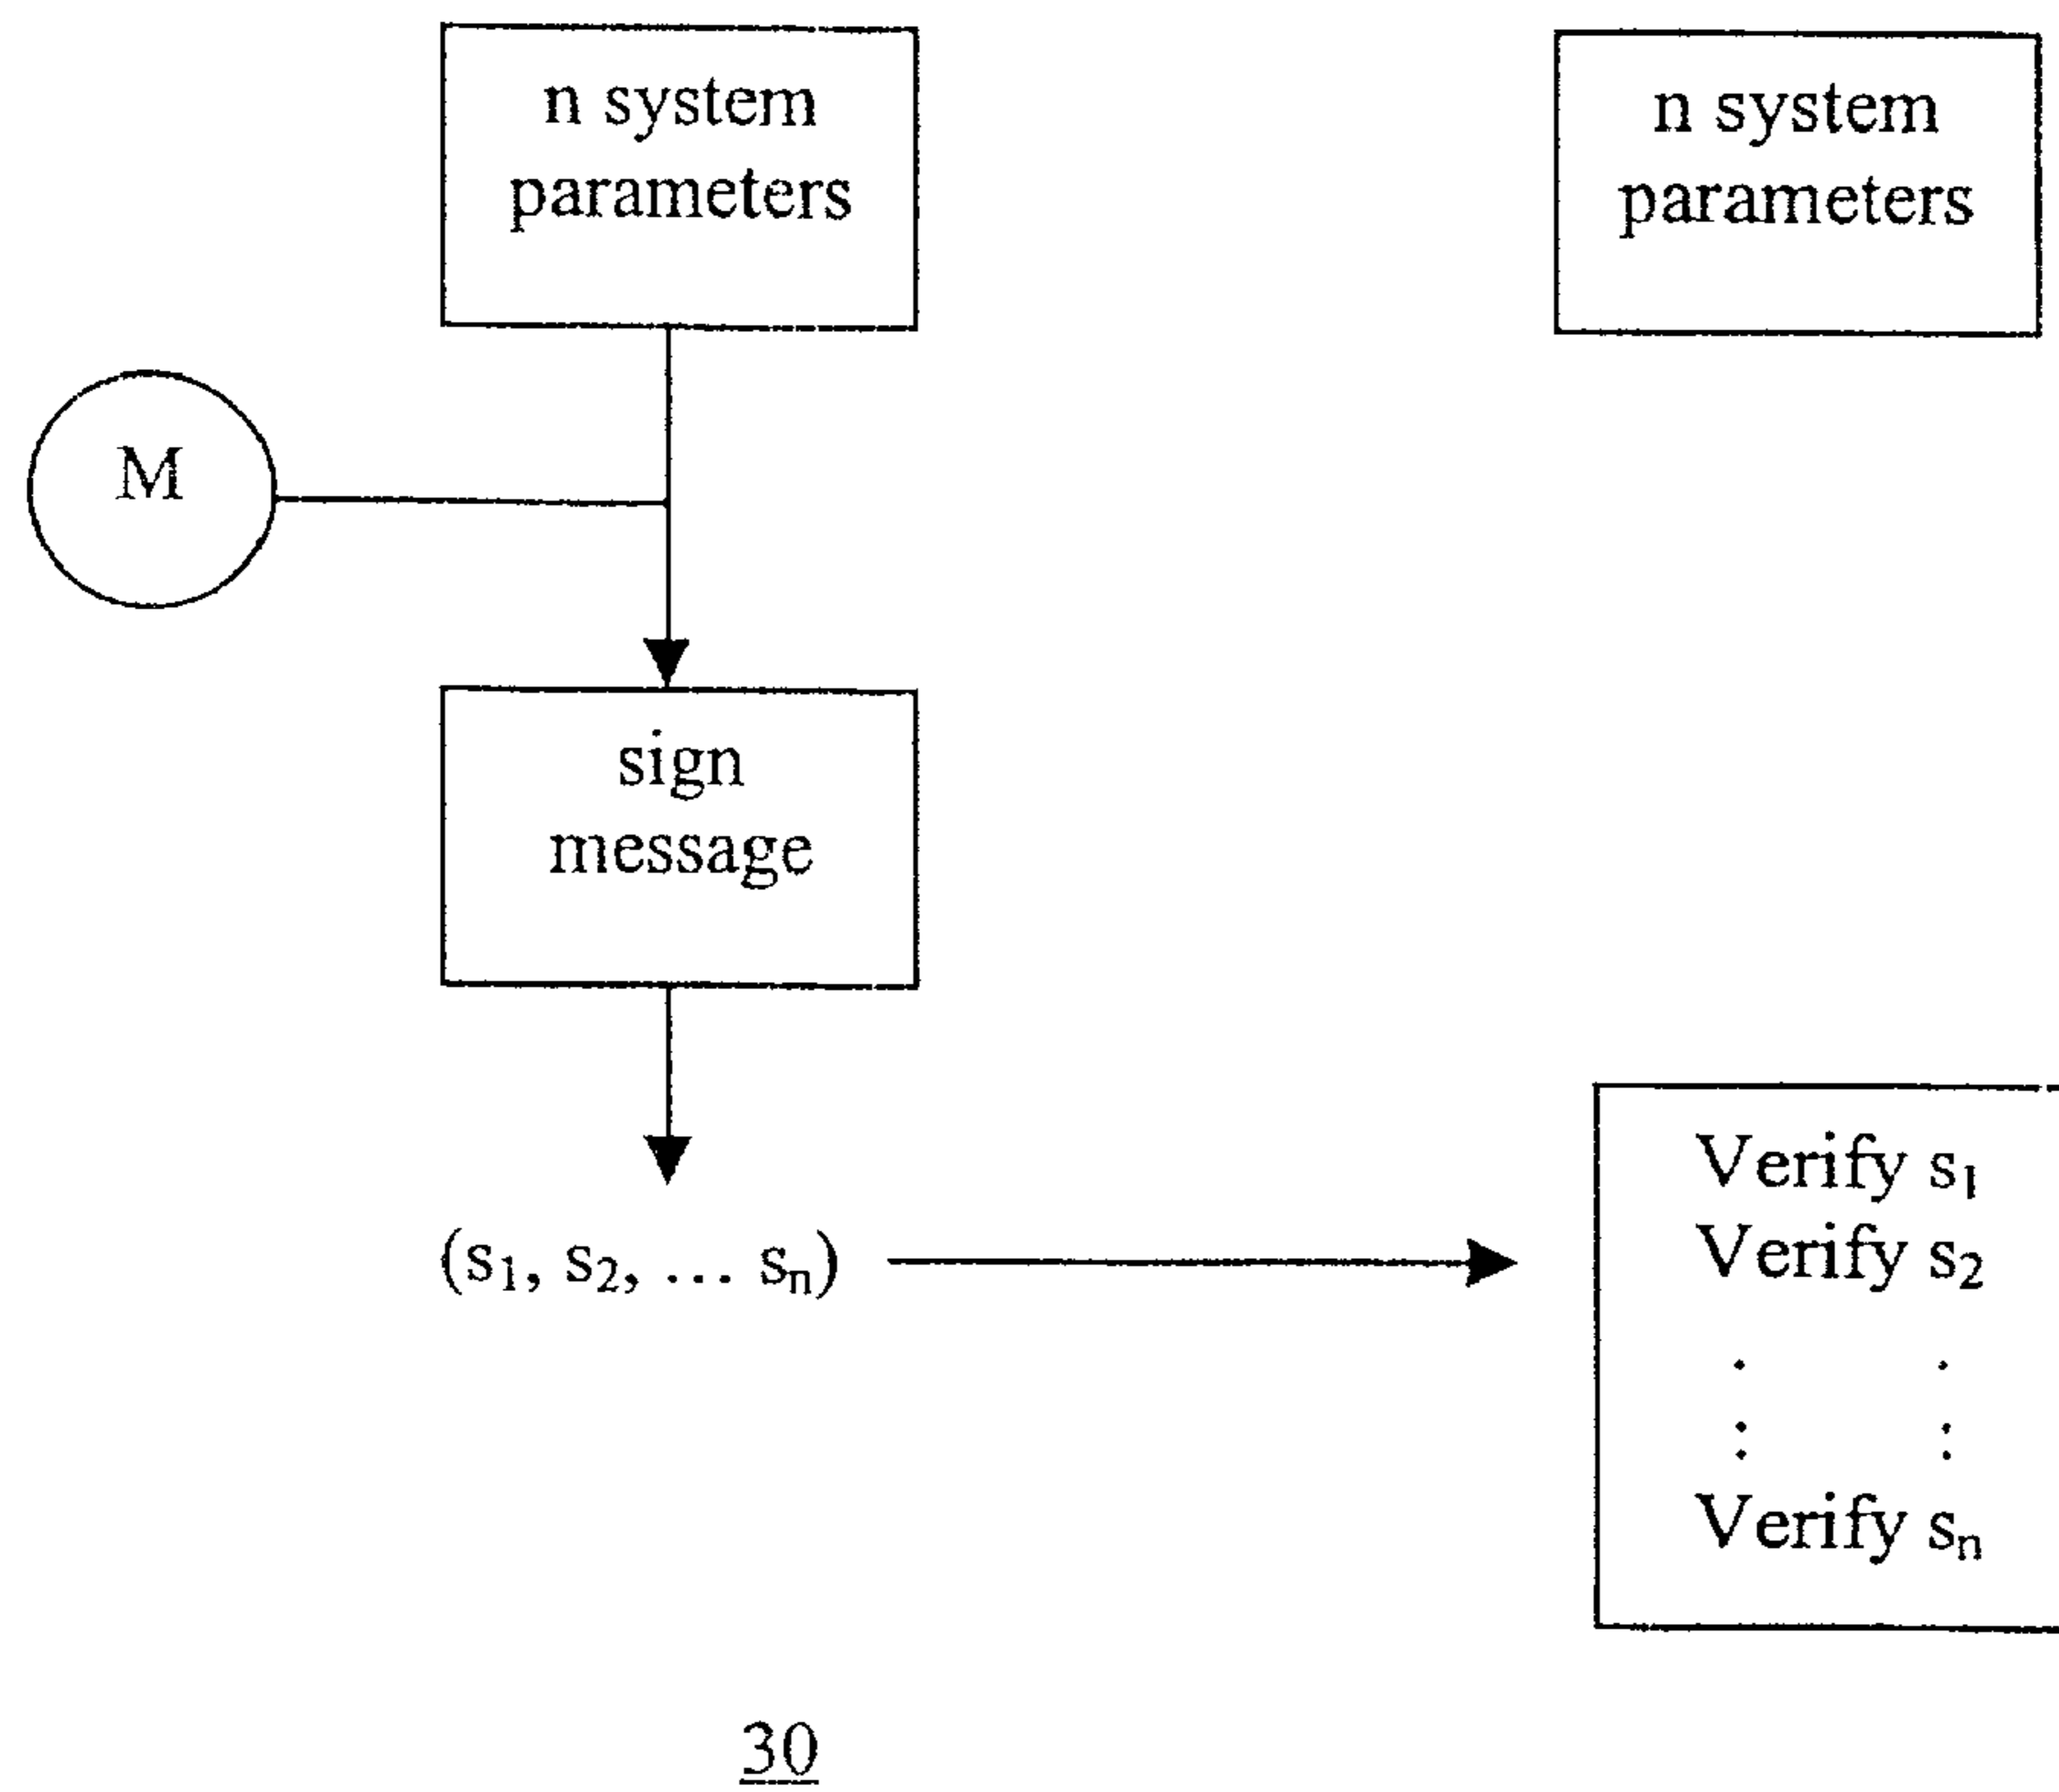 n system
parameters
n system
parameters
M
sign
message
(s₁, s₂, ... sₙ)
Verify s₁
Verify s₂
. .
: :
Verify sₙ
30